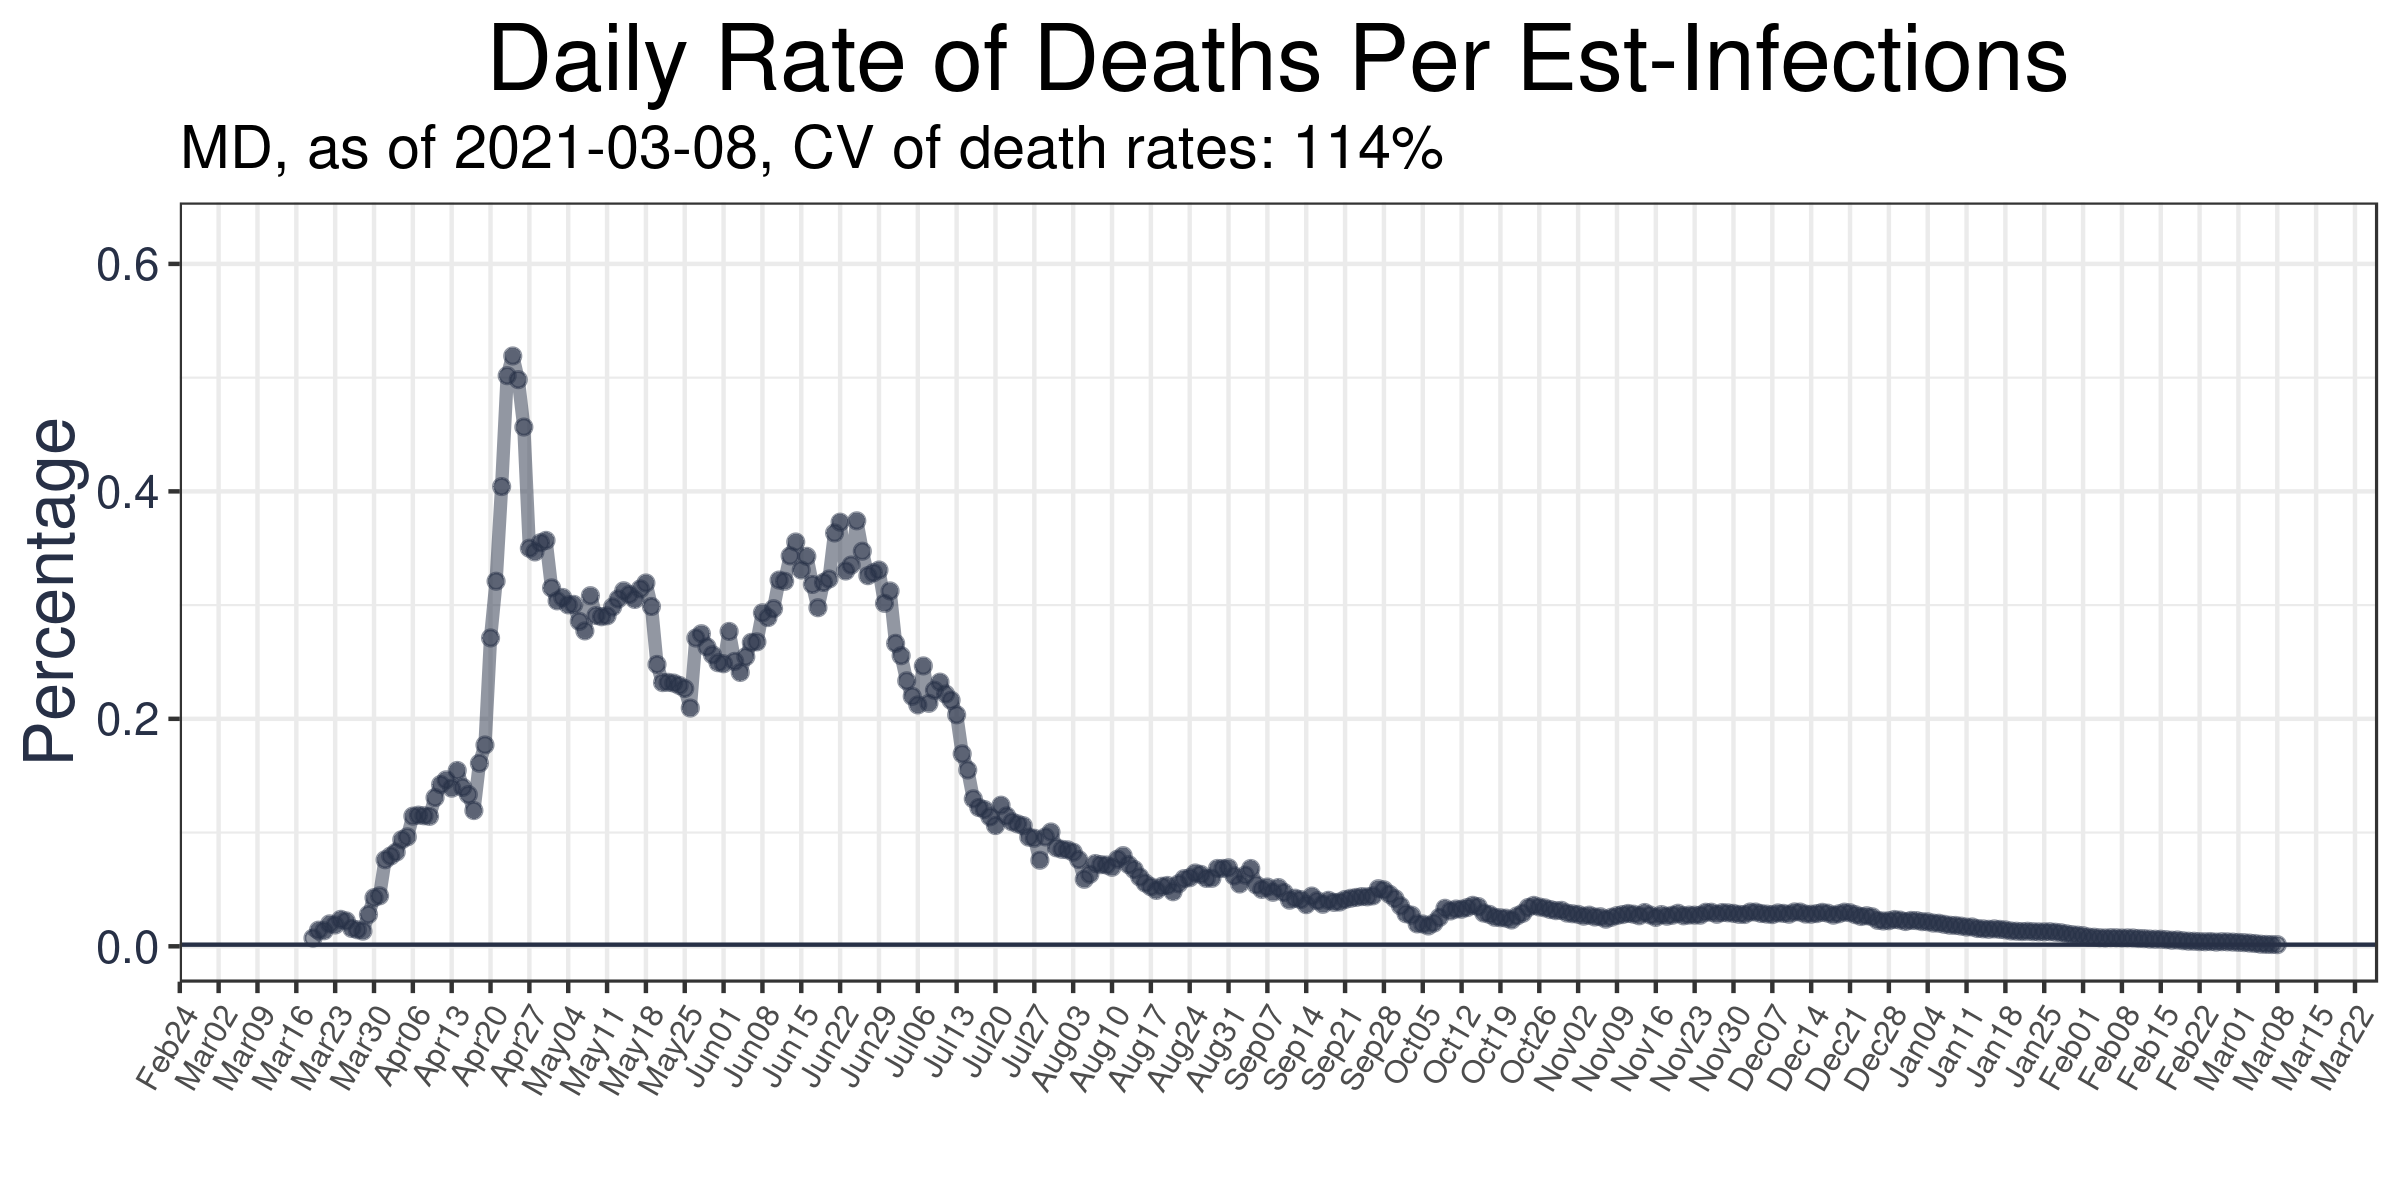 Daily Rate of Deaths Per Est-Infections
MD, as of 2021-03-08, CV of death rates: 114%
Percentage
0.6
0.4
0.2
0.0
Feb24
Mar02
Mar09
Mar16
Mar23
Mar30
Apr06
Apr13
Apr20
Apr27
May04
May11
May18
May25
Jun01
Jun08
Jun15
Jun22
Jun29
Jul06
Jul13
Jul20
Jul27
Aug03
Aug10
Aug17
Aug24
Aug31
Sep07
Sep14
Sep21
Sep28
Oct05
Oct12
Oct19
Oct26
Nov02
Nov09
Nov16
Nov23
Nov30
Dec07
Dec14
Dec21
Dec28
Jan04
Jan11
Jan18
Jan25
Feb01
Feb08
Feb15
Feb22
Mar01
Mar08
Mar15
Mar22